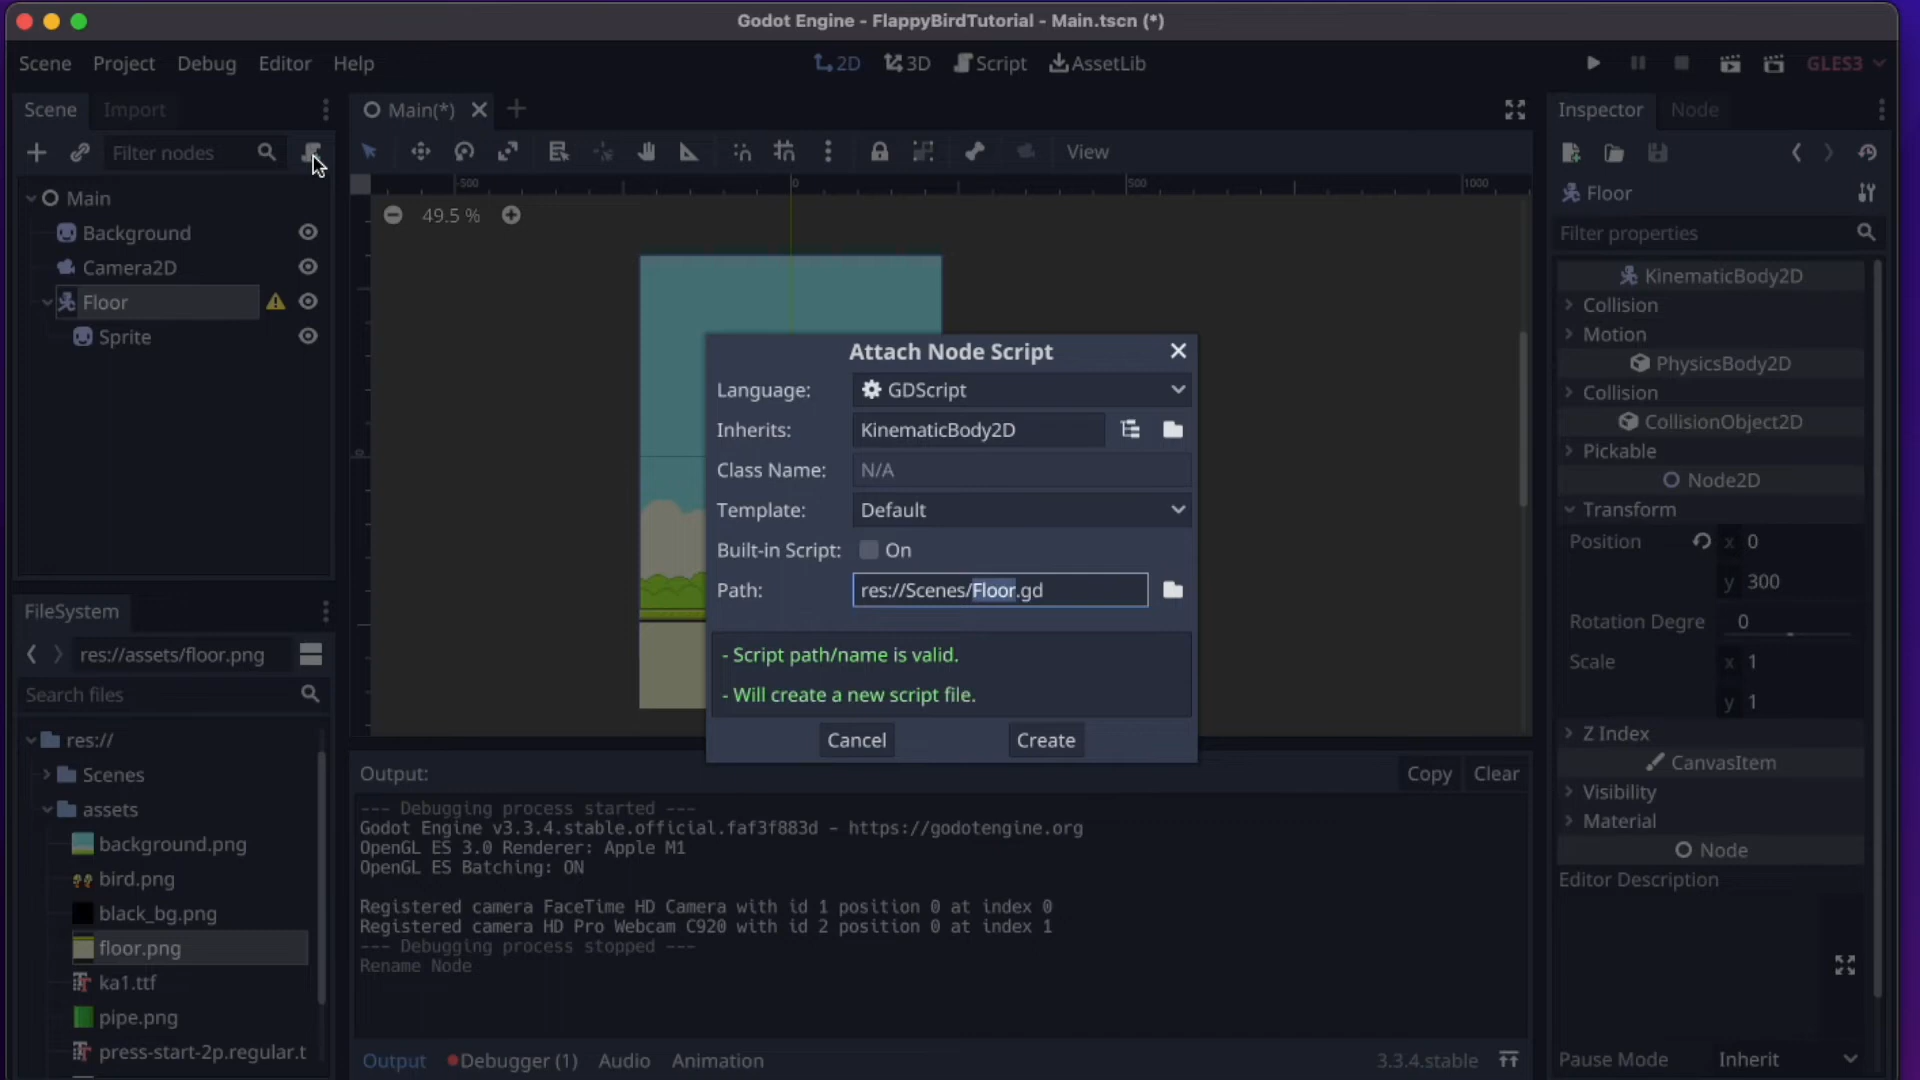 Godot Engine - FlappyBirdTutorial - Main.tscn (*)
Scene Project Debug Editor Help
2D 3D Script AssetLib
GLES3
Scene Import
Main(*)
Inspector Node
Filter nodes
View
-500 0 500 1000
49.5 %
Main
Background
Camera2D
Floor
Sprite
Attach Node Script
Language: GDScript
Inherits: KinematicBody2D
Class Name: N/A
Template: Default
Built-in Script: On
Path: res://Scenes/Floor.gd
- Script path/name is valid.
- Will create a new script file.
Cancel Create
Floor
Filter properties
KinematicBody2D
Collision
Motion
PhysicsBody2D
Collision
CollisionObject2D
Pickable
Node2D
Transform
Position x 0
y 300
Rotation Degre 0
Scale x 1
y 1
Z Index
CanvasItem
Visibility
Material
Node
Editor Description
Pause Mode Inherit
FileSystem
res://assets/floor.png
Search files
res://
Scenes
assets
background.png
bird.png
black_bg.png
floor.png
ka1.ttf
pipe.png
press-start-2p.regular.t
Output: Copy Clear
--- Debugging process started ---
Godot Engine v3.3.4.stable.official.faf3f883d - https://godotengine.org
OpenGL ES 3.0 Renderer: Apple M1
OpenGL ES Batching: ON
Registered camera FaceTime HD Camera with id 1 position 0 at index 0
Registered camera HD Pro Webcam C920 with id 2 position 0 at index 1
--- Debugging process stopped ---
Rename Node
Output Debugger (1) Audio Animation
3.3.4.stable